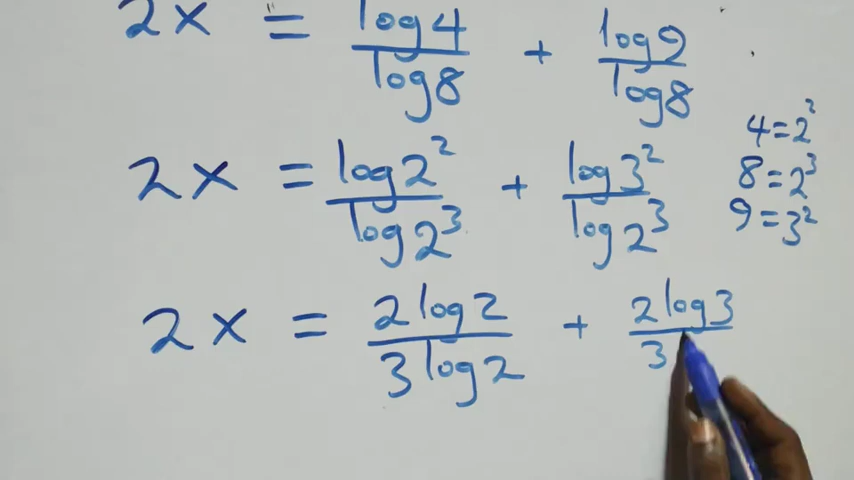 2x = log4/log8 + log9/log8
4=2²
8=2³
9=3²
2x = log2²/log2³ + log3²/log2³
2x = 2log2/3log2 + 2log3/3